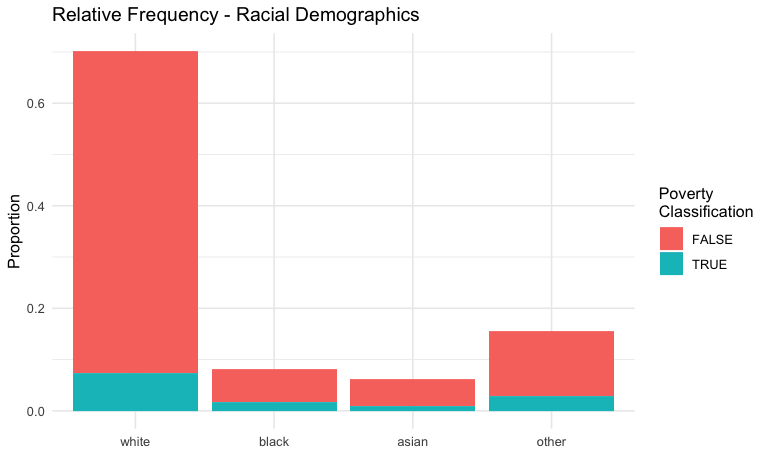 Relative Frequency - Racial Demographics
Proportion
0.6
0.4
0.2
0.0
white
black
asian
other
Poverty
Classification
FALSE
TRUE